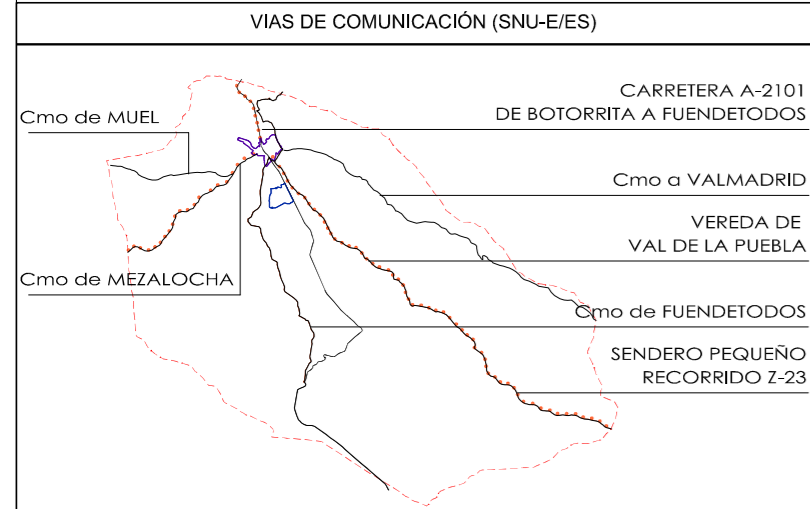 VIAS DE COMUNICACIÓN (SNU-E/ES)
CARRETERA A-2101
DE BOTORRITA A FUENDETODOS
Cmo de MUEL
Cmo a VALMADRID
VEREDA DE
VAL DE LA PUEBLA
Cmo de MEZALOCHA
Cmo de FUENDETODOS
SENDERO PEQUEÑO
RECORRIDO Z-23